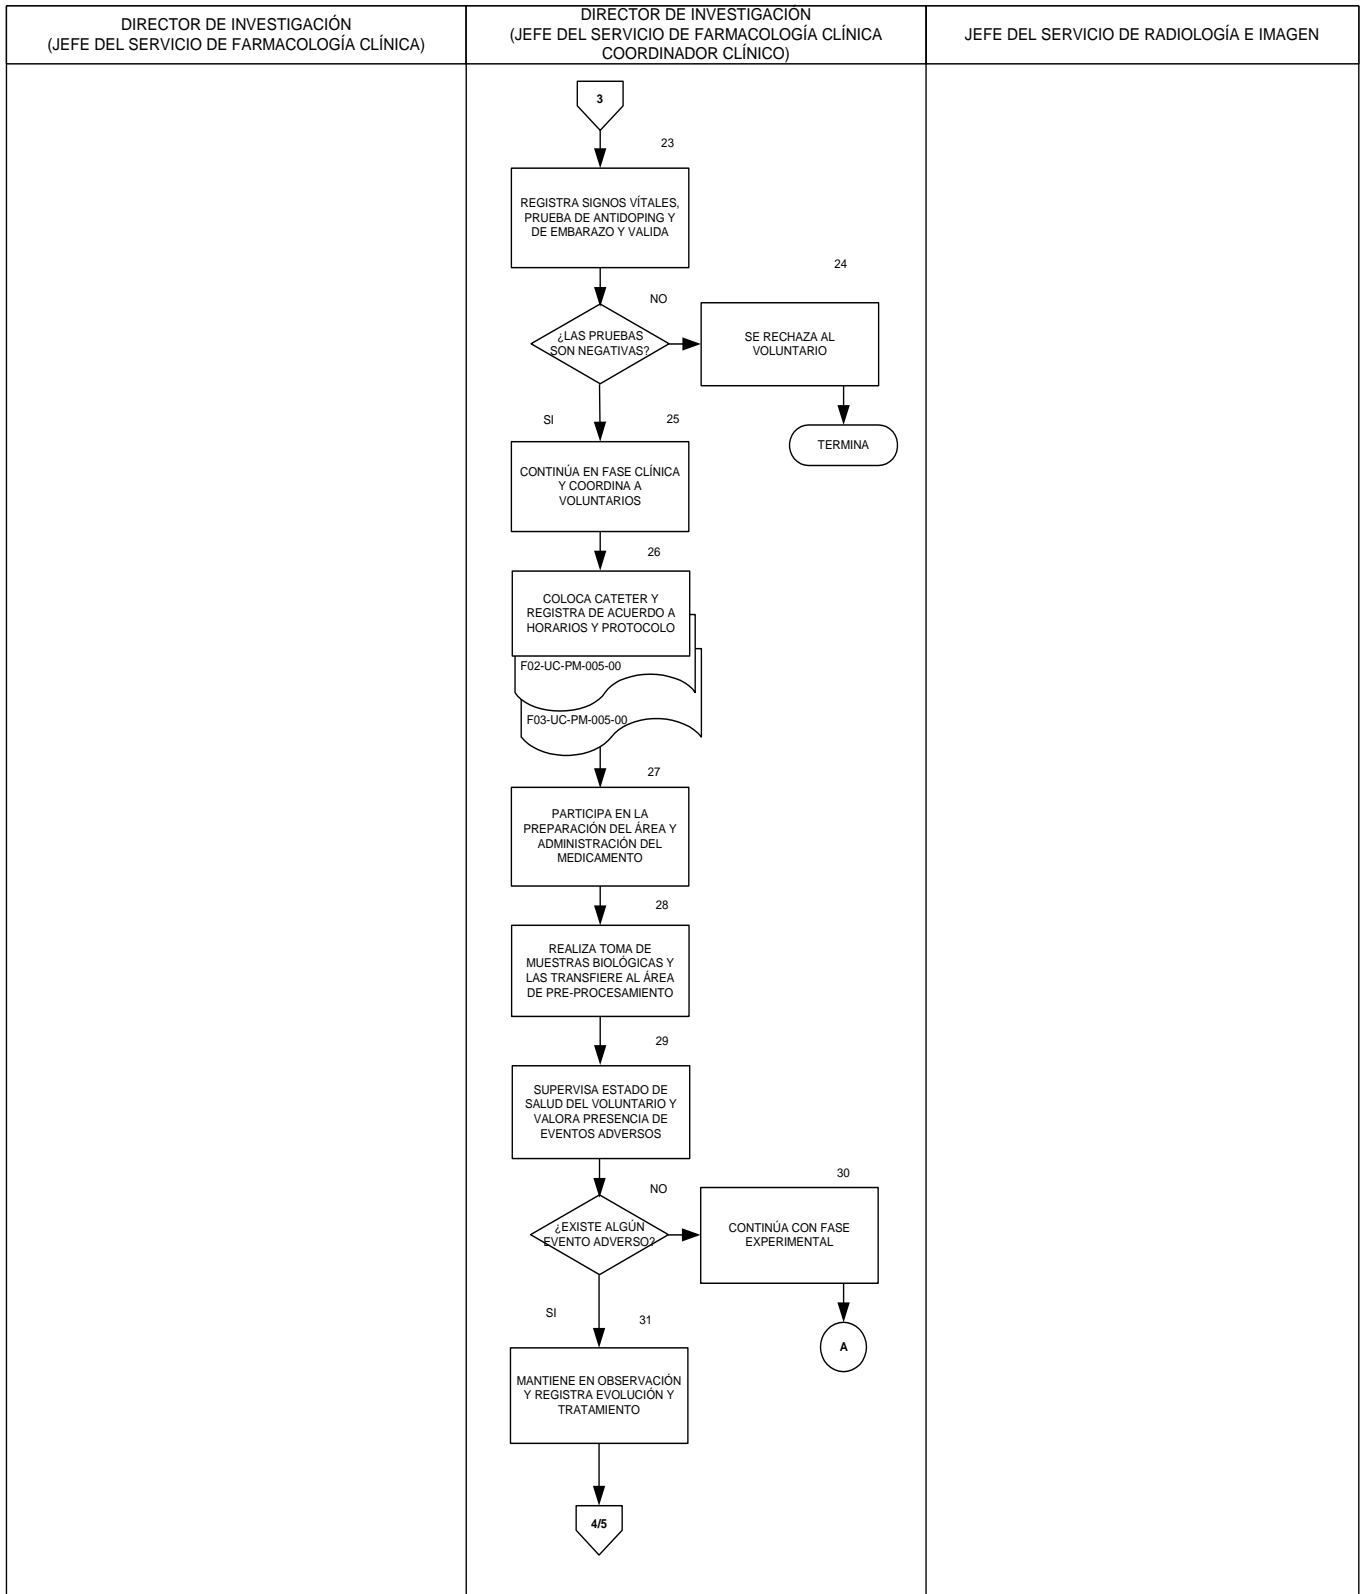 DIRECTOR DE INVESTIGACIÓN
(JEFE DEL SERVICIO DE FARMACOLOGÍA CLÍNICA)
DIRECTOR DE INVESTIGACIÓN
(JEFE DEL SERVICIO DE FARMACOLOGÍA CLÍNICA
COORDINADOR CLÍNICO)
JEFE DEL SERVICIO DE RADIOLOGÍA E IMAGEN
3
23
REGISTRA SIGNOS VÍTALES,
PRUEBA DE ANTIDOPING Y
DE EMBARAZO Y VALIDA
¿LAS PRUEBAS
SON NEGATIVAS?
NO
24
SE RECHAZA AL
VOLUNTARIO
TERMINA
SI
25
CONTINÚA EN FASE CLÍNICA
Y COORDINA A
VOLUNTARIOS
26
COLOCA CATETER Y
REGISTRA DE ACUERDO A
HORARIOS Y PROTOCOLO
F02-UC-PM-005-00
F03-UC-PM-005-00
27
PARTICIPA EN LA
PREPARACIÓN DEL ÁREA Y
ADMINISTRACIÓN DEL
MEDICAMENTO
28
REALIZA TOMA DE
MUESTRAS BIOLÓGICAS Y
LAS TRANSFIERE AL ÁREA
DE PRE-PROCESAMIENTO
29
SUPERVISA ESTADO DE
SALUD DEL VOLUNTARIO Y
VALORA PRESENCIA DE
EVENTOS ADVERSOS
¿EXISTE ALGÚN
EVENTO ADVERSO?
NO
30
CONTINÚA CON FASE
EXPERIMENTAL
A
SI
31
MANTIENE EN OBSERVACIÓN
Y REGISTRA EVOLUCIÓN Y
TRATAMIENTO
4/5